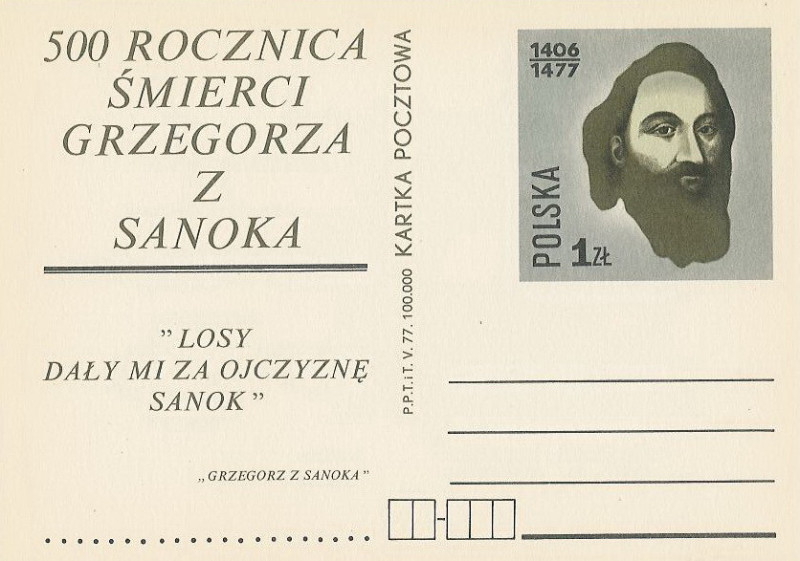 500 ROCZNICA
ŚMIERCI
GRZEGORZA
Z
SANOKA
” LOSY
DAŁY MI ZA OJCZYZNĘ
SANOK ”
„GRZEGORZ Z SANOKA”
P.P.T. i T. V. 77. 100.000 KARTKA POCZTOWA
1406
1477
POLSKA
1 ZŁ